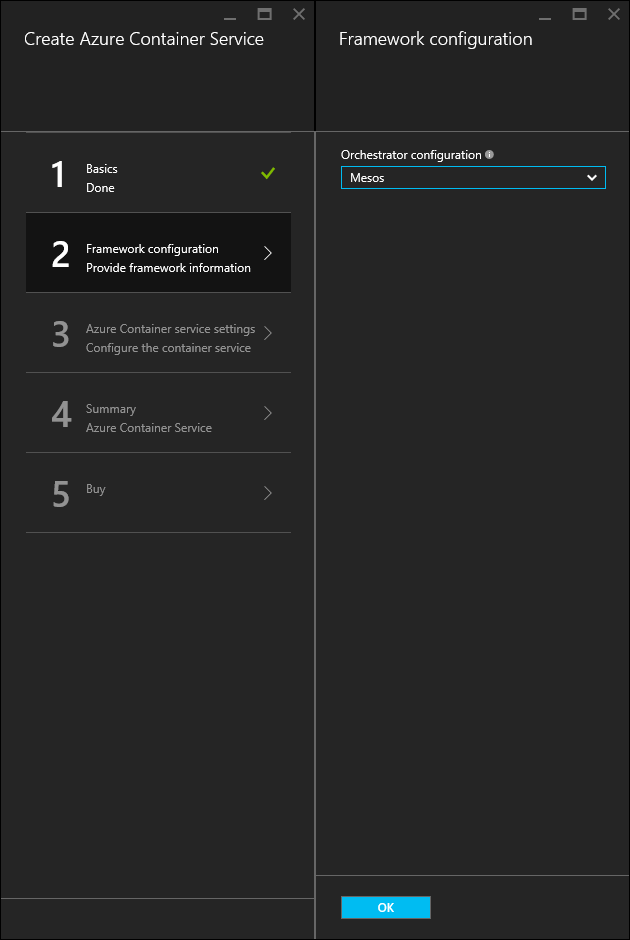 Create Azure Container Service
1
Basics
Done
2
Framework configuration
Provide framework information
3
Azure Container service settings
Configure the container service
4
Summary
Azure Container Service
5
Buy
Framework configuration
Orchestrator configuration
Mesos
OK